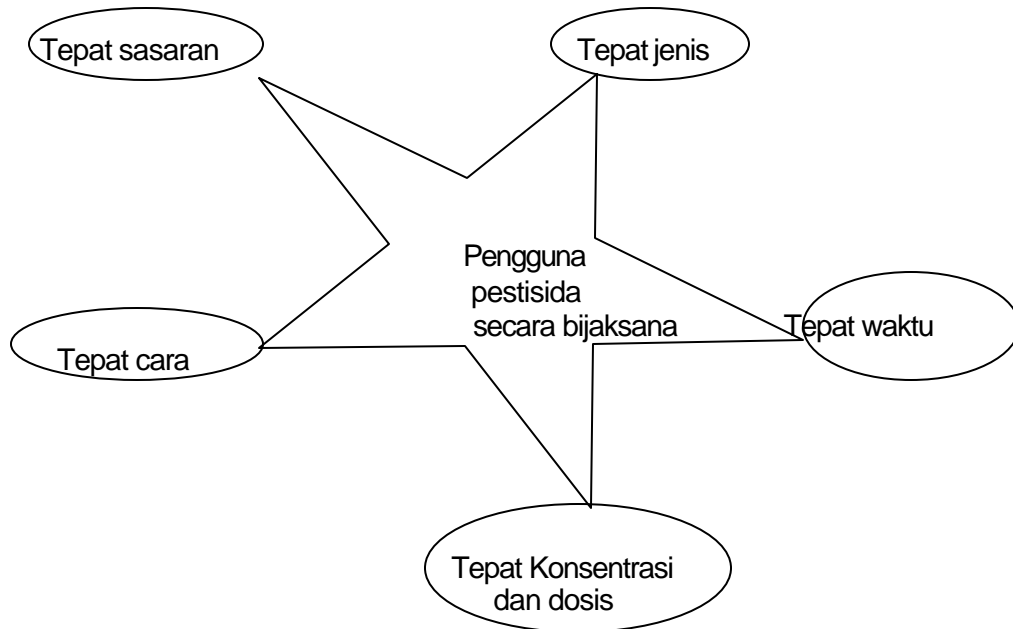 Tepat sasaran
Tepat jenis
Pengguna
pestisida
secara bijaksana
Tepat waktu
Tepat cara
Tepat Konsentrasi
dan dosis